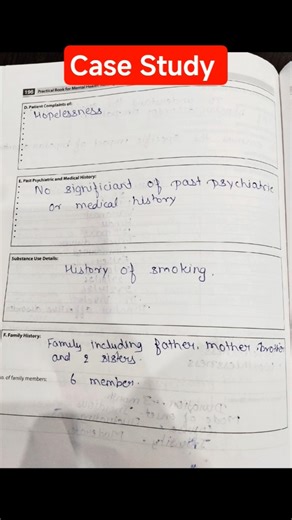 Case Study
196 Practical Book for Mental Health
D. Patient Complaints of:
Hopelessness
E. Past Psychiatric and Medical History:
No significiant of past psychiatric
or medical history
Substance Use Details:
History of smoking.
F. Family History:
Family including father, mother, brother
and 2 sisters.
of family members:
6 member.